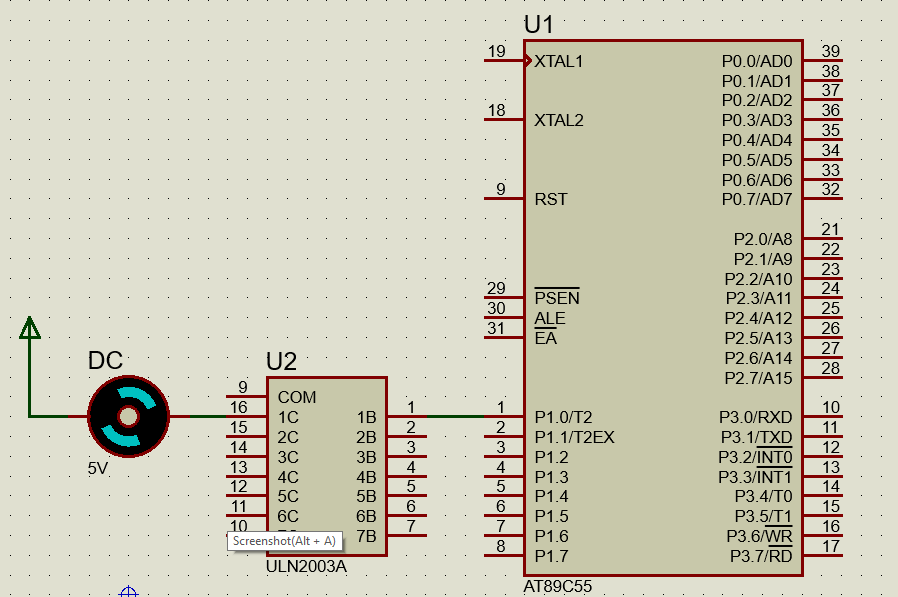 U1
19 XTAL1 P0.0/AD0 39
P0.1/AD1 38
P0.2/AD2 37
18 XTAL2 P0.3/AD3 36
P0.4/AD4 35
P0.5/AD5 34
P0.6/AD6 33
9 RST P0.7/AD7 32
P2.0/A8 21
P2.1/A9 22
P2.2/A10 23
29 PSEN P2.3/A11 24
30 ALE P2.4/A12 25
31 EA P2.5/A13 26
P2.6/A14 27
P2.7/A15 28
1 P1.0/T2 P3.0/RXD 10
2 P1.1/T2EX P3.1/TXD 11
3 P1.2 P3.2/INT0 12
4 P1.3 P3.3/INT1 13
5 P1.4 P3.4/T0 14
6 P1.5 P3.5/T1 15
7 P1.6 P3.6/WR 16
8 P1.7 P3.7/RD 17
AT89C55
DC
5V
U2
9 COM
16 1C 1B 1
15 2C 2B 2
14 3C 3B 3
13 4C 4B 4
12 5C 5B 5
11 6C 6B 6
10 7B 7
Screenshot(Alt + A)
ULN2003A